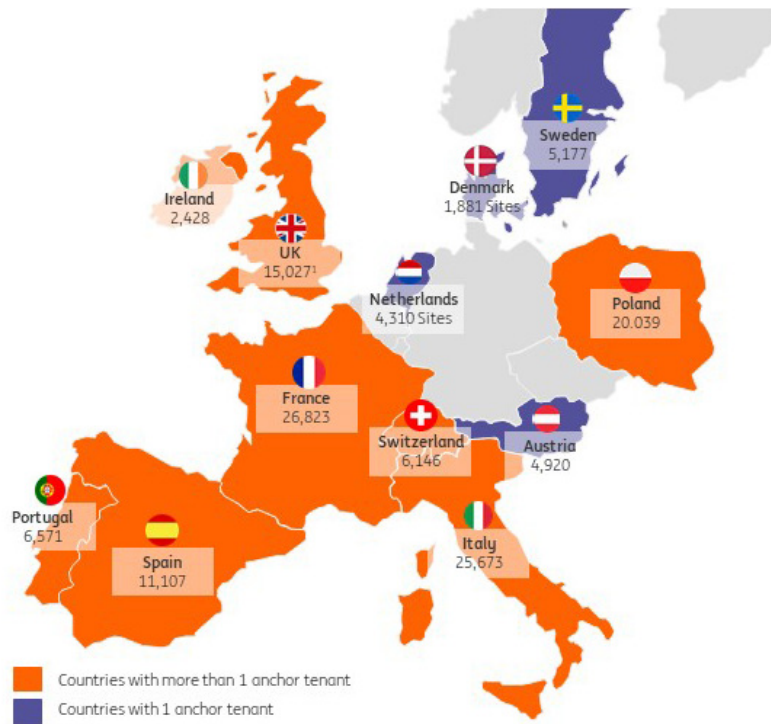 Sweden
5,177
Denmark
1,881 Sites
Ireland
2,428
UK
15,027¹
Netherlands
4,310 Sites
Poland
20.039
France
26,823
Switzerland
6,146
Austria
4,920
Portugal
6,571
Spain
11,107
Italy
25,673
Countries with more than 1 anchor tenant
Countries with 1 anchor tenant